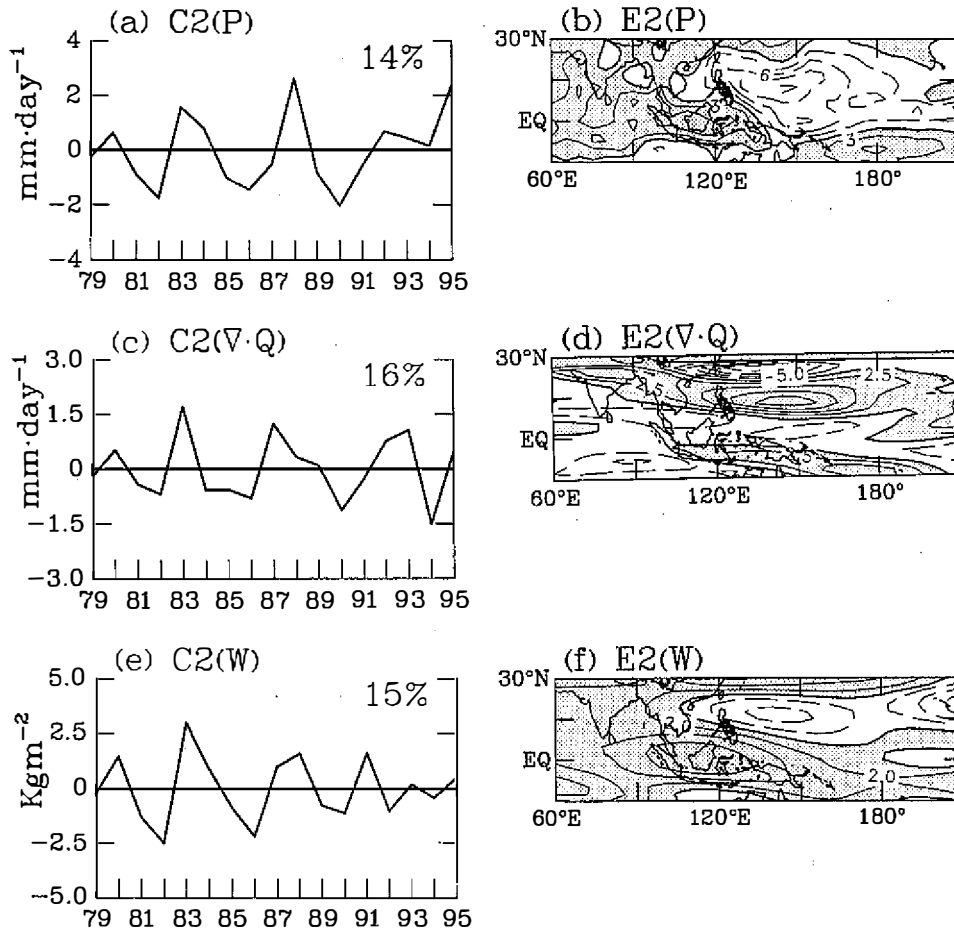 (a) C2(P)
14%
mm·day⁻¹
4
2
0
−2
−4
79 81 83 85 87 89 91 93 95
(b) E2(P)
30°N
EQ
60°E 120°E 180°
6
3
(c) C2(∇·Q)
16%
mm·day⁻¹
3.0
1.5
0
−1.5
−3.0
79 81 83 85 87 89 91 93 95
(d) E2(∇·Q)
30°N
EQ
60°E 120°E 180°
−5.0
2.5
(e) C2(W)
15%
Kgm⁻²
5.0
2.5
0
−2.5
−5.0
79 81 83 85 87 89 91 93 95
(f) E2(W)
30°N
EQ
60°E 120°E 180°
2.0